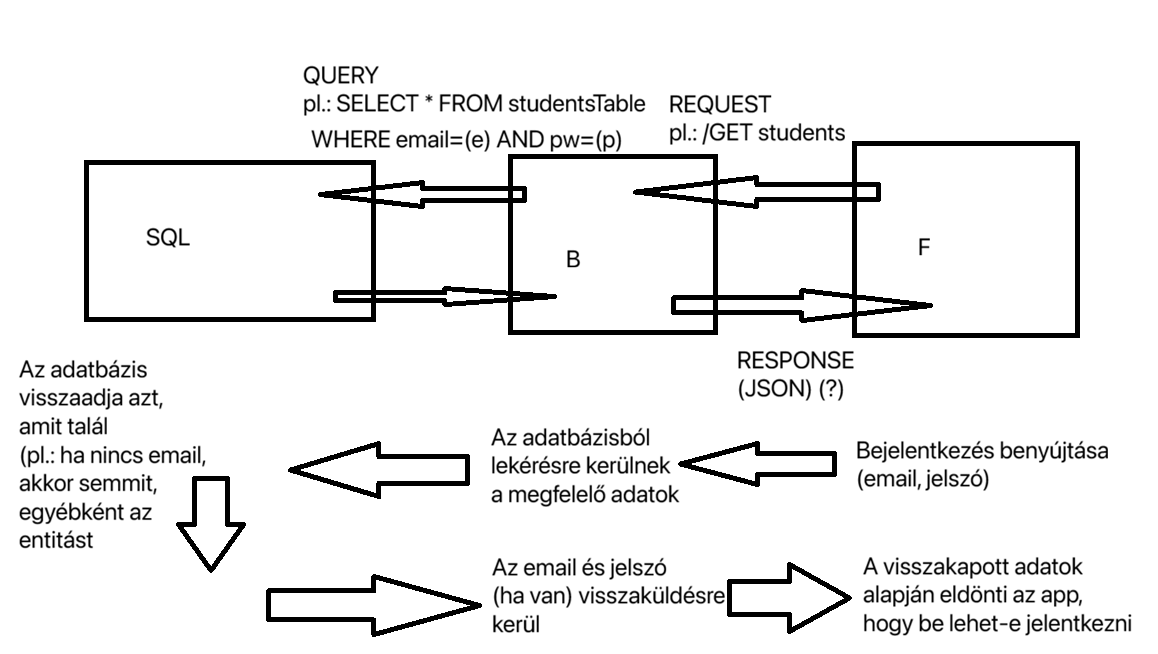 QUERY
pl.: SELECT * FROM studentsTable
WHERE email=(e) AND pw=(p)
REQUEST
pl.: /GET students
SQL
B
F
RESPONSE
(JSON) (?)
Az adatbázis
visszaadja azt,
amit talál
(pl.: ha nincs email,
akkor semmit,
egyébként az
entitást
Az adatbázisból
lekérésre kerülnek
a megfelelő adatok
Bejelentkezés benyújtása
(email, jelszó)
Az email és jelszó
(ha van) visszaküldésre
kerül
A visszakapott adatok
alapján eldönti az app,
hogy be lehet-e jelentkezni